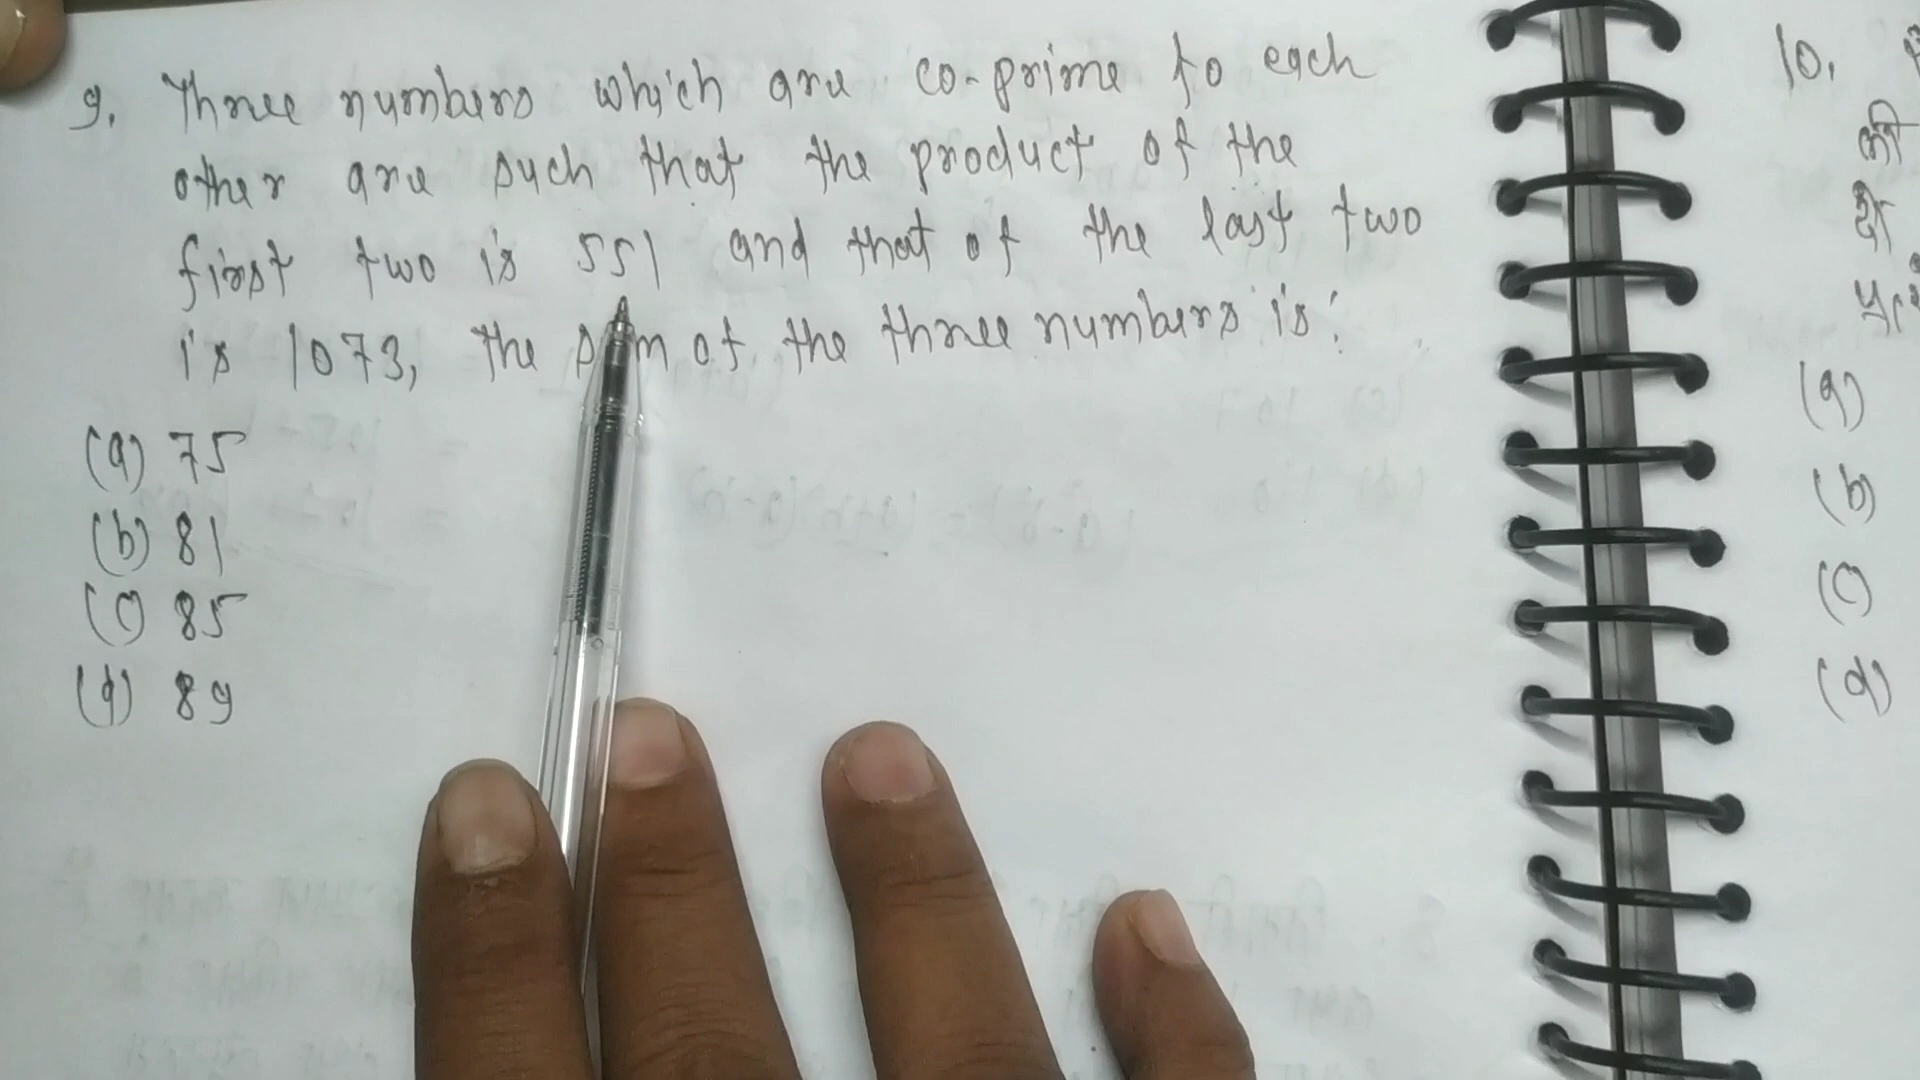 9. Three numbers which are co-prime to each
other are such that the product of the
first two is 551 and that of the last two
is 1073, the sum of the three numbers is:
(a) 75
(b) 81
(c) 85
(d) 89
10.
की
दो
(a)
(b)
(c)
(d)